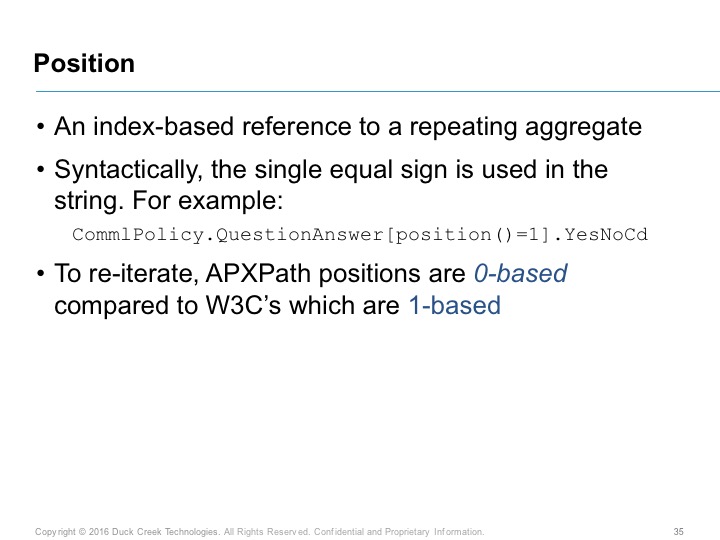 Position
• An index-based reference to a repeating aggregate
• Syntactically, the single equal sign is used in the
string. For example:
CommlPolicy.QuestionAnswer[position()=1].YesNoCd
• To re-iterate, APXPath positions are 0-based
compared to W3C’s which are 1-based
Copyright © 2016 Duck Creek Technologies. All Rights Reserved. Confidential and Proprietary Information.
35